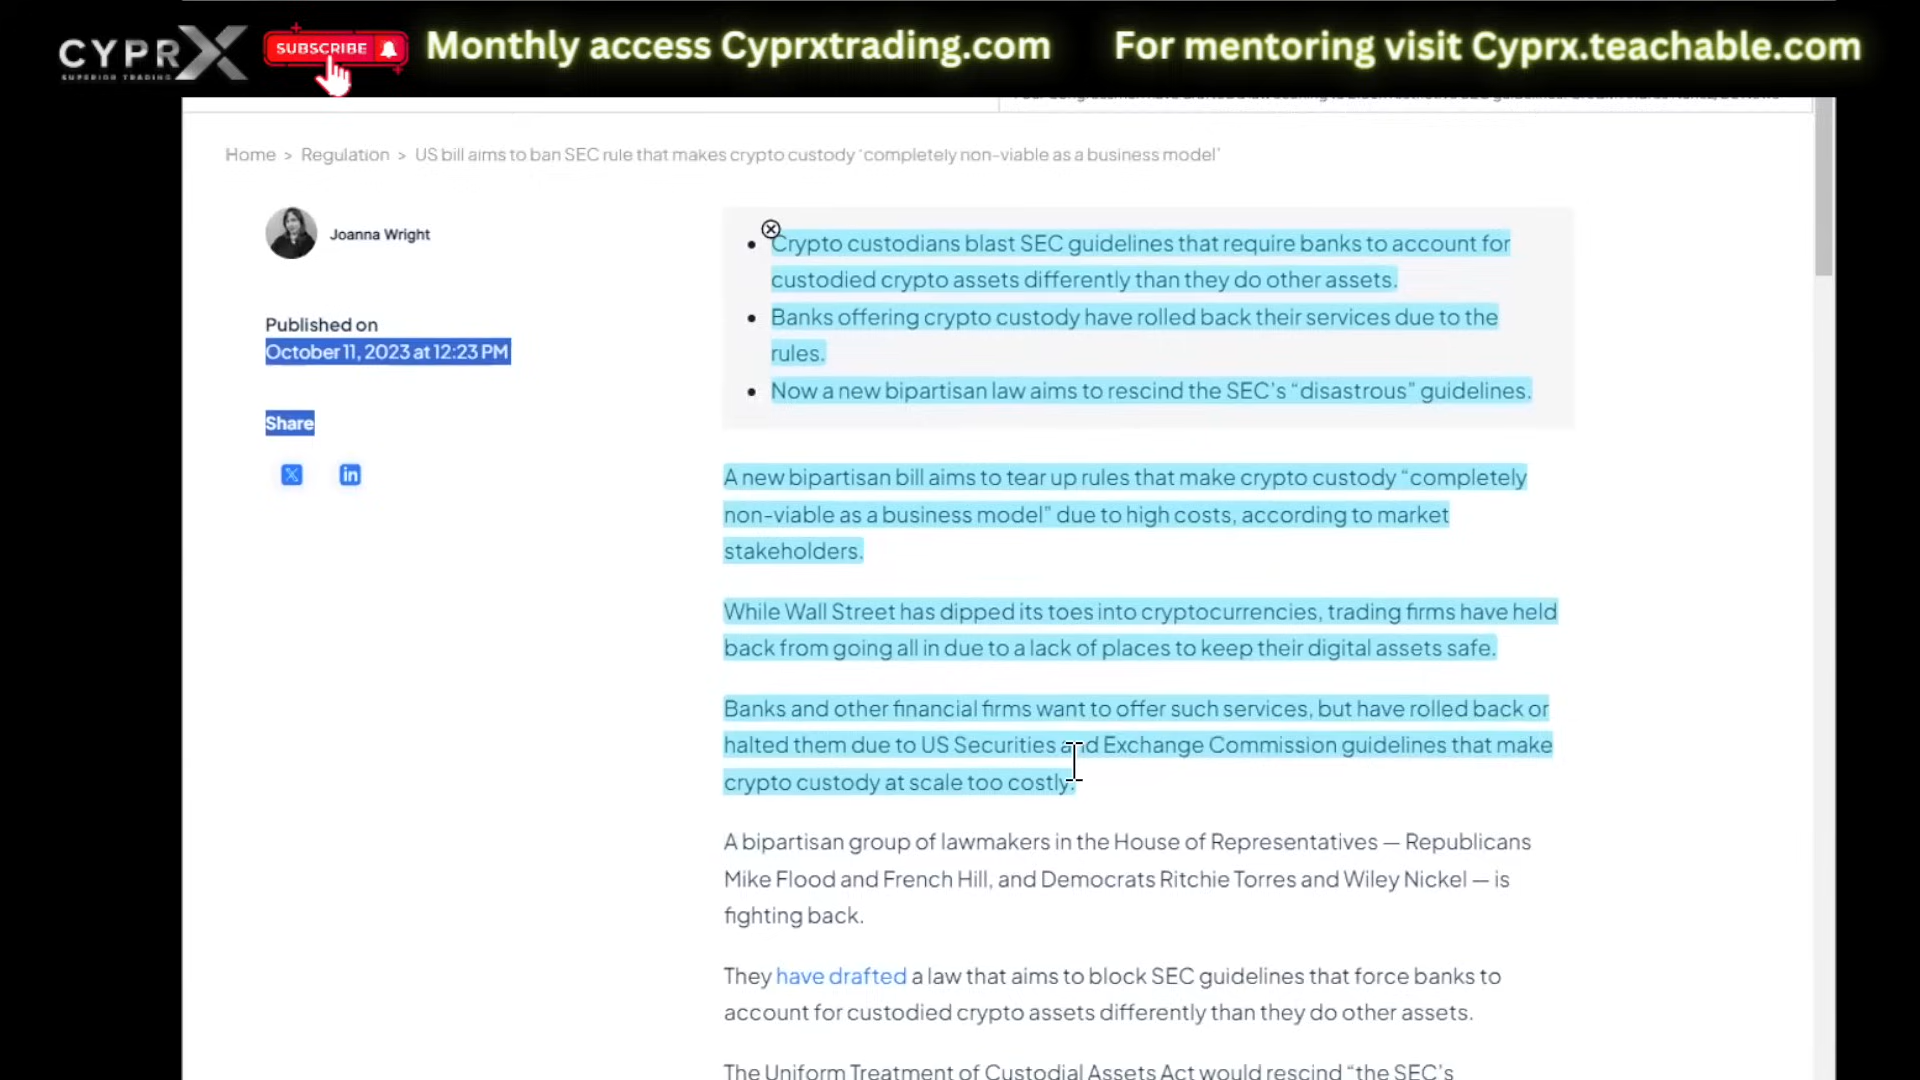 CYPRX
SUPERIOR TRADING
SUBSCRIBE
Monthly access Cyprxtrading.com
For mentoring visit Cyprx.teachable.com
Home > Regulation > US bill aims to ban SEC rule that makes crypto custody ‘completely non-viable as a business model’
Joanna Wright
Published on
October 11, 2023 at 12:23 PM
Share
Crypto custodians blast SEC guidelines that require banks to account for
custodied crypto assets differently than they do other assets.
Banks offering crypto custody have rolled back their services due to the
rules.
Now a new bipartisan law aims to rescind the SEC’s “disastrous” guidelines.
A new bipartisan bill aims to tear up rules that make crypto custody “completely
non-viable as a business model” due to high costs, according to market
stakeholders.
While Wall Street has dipped its toes into cryptocurrencies, trading firms have held
back from going all in due to a lack of places to keep their digital assets safe.
Banks and other financial firms want to offer such services, but have rolled back or
halted them due to US Securities and Exchange Commission guidelines that make
crypto custody at scale too costly.
A bipartisan group of lawmakers in the House of Representatives — Republicans
Mike Flood and French Hill, and Democrats Ritchie Torres and Wiley Nickel — is
fighting back.
They have drafted a law that aims to block SEC guidelines that force banks to
account for custodied crypto assets differently than they do other assets.
The Uniform Treatment of Custodial Assets Act would rescind “the SEC’s